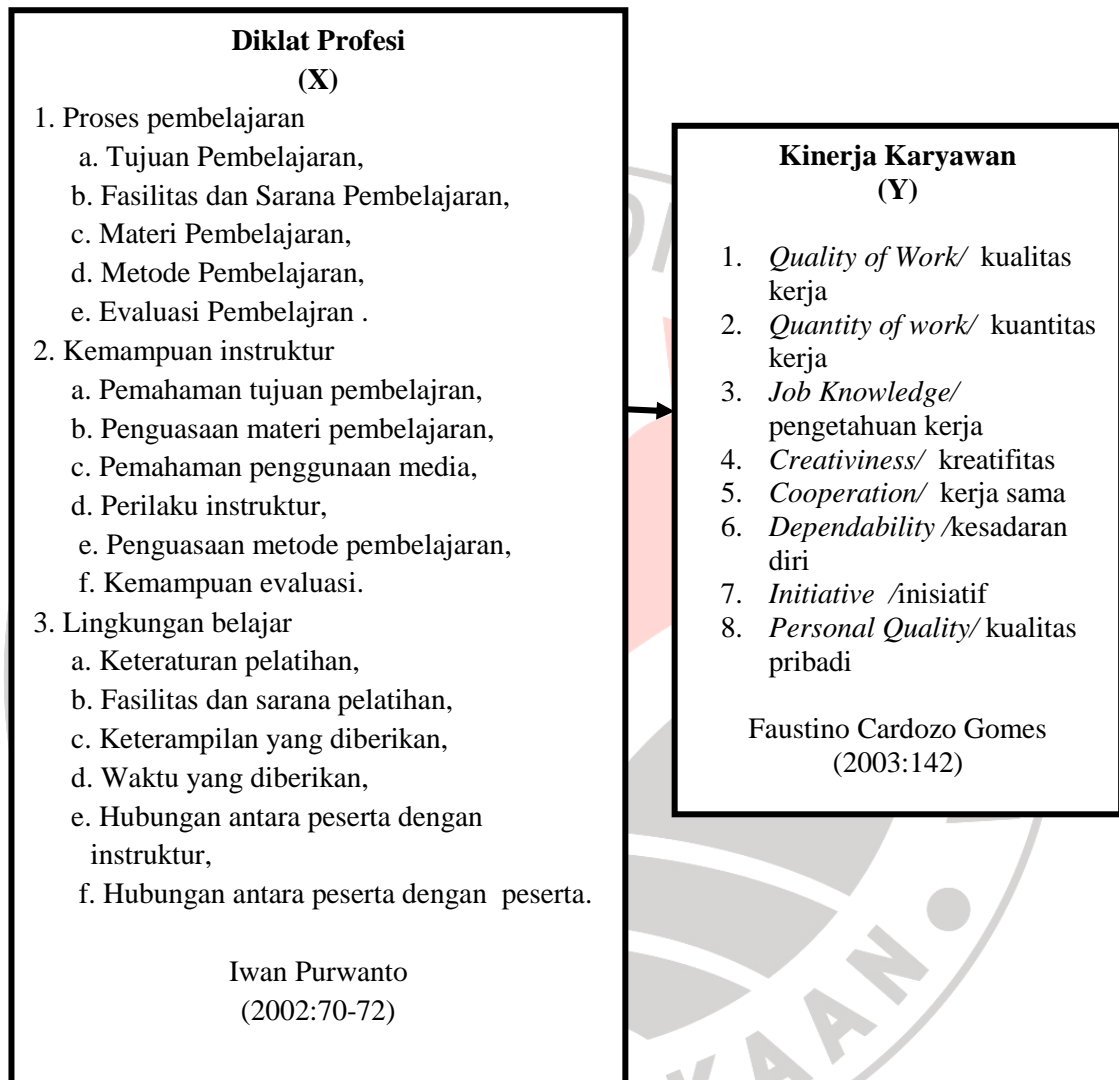 Diklat Profesi
(X)
1. Proses pembelajaran
a. Tujuan Pembelajaran,
b. Fasilitas dan Sarana Pembelajaran,
c. Materi Pembelajaran,
d. Metode Pembelajaran,
e. Evaluasi Pembelajran .
2. Kemampuan instruktur
a. Pemahaman tujuan pembelajran,
b. Penguasaan materi pembelajaran,
c. Pemahaman penggunaan media,
d. Perilaku instruktur,
e. Penguasaan metode pembelajaran,
f. Kemampuan evaluasi.
3. Lingkungan belajar
a. Keteraturan pelatihan,
b. Fasilitas dan sarana pelatihan,
c. Keterampilan yang diberikan,
d. Waktu yang diberikan,
e. Hubungan antara peserta dengan
instruktur,
f. Hubungan antara peserta dengan peserta.
Iwan Purwanto
(2002:70-72)
Kinerja Karyawan
(Y)
1. Quality of Work/ kualitas
kerja
2. Quantity of work/ kuantitas
kerja
3. Job Knowledge/
pengetahuan kerja
4. Creativiness/ kreatifitas
5. Cooperation/ kerja sama
6. Dependability /kesadaran
diri
7. Initiative /inisiatif
8. Personal Quality/ kualitas
pribadi
Faustino Cardozo Gomes
(2003:142)